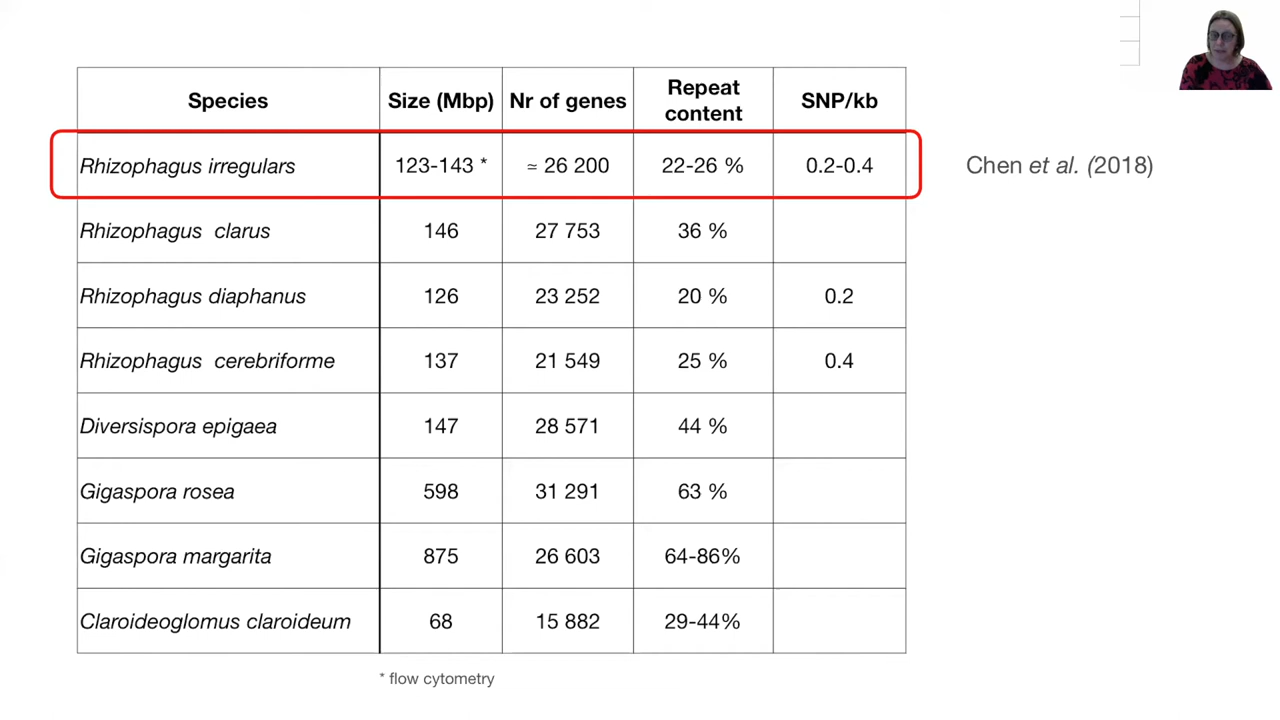 Species Size (Mbp) Nr of genes Repeat content SNP/kb
Rhizophagus irregulars 123-143 * ≃ 26 200 22-26 % 0.2-0.4 Chen et al. (2018)
Rhizophagus clarus 146 27 753 36 %
Rhizophagus diaphanus 126 23 252 20 % 0.2
Rhizophagus cerebriforme 137 21 549 25 % 0.4
Diversispora epigaea 147 28 571 44 %
Gigaspora rosea 598 31 291 63 %
Gigaspora margarita 875 26 603 64-86%
Claroideoglomus claroideum 68 15 882 29-44%
* flow cytometry